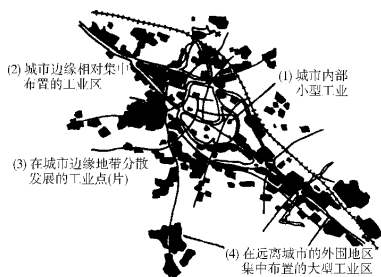 (2) 城市边缘相对集中
布置的工业区
(1) 城市内部
小型工业
(3) 在城市边缘地带分散
发展的工业点(片)
(4) 在远离城市的外围地区
集中布置的大型工业区